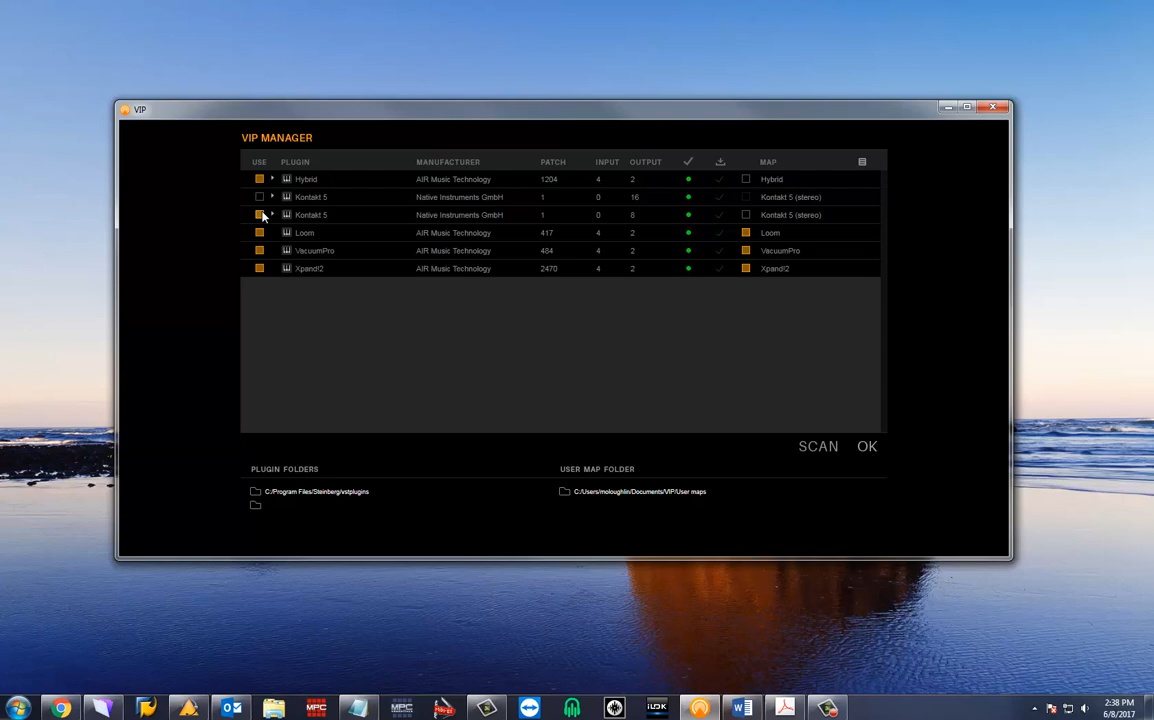 VIP
VIP MANAGER
USE PLUGIN MANUFACTURER PATCH INPUT OUTPUT MAP
Hybrid AIR Music Technology 1204 4 2 Hybrid
Kontakt 5 Native Instruments GmbH 1 0 16 Kontakt 5 (stereo)
Kontakt 5 Native Instruments GmbH 1 0 8 Kontakt 5 (stereo)
Loom AIR Music Technology 417 4 2 Loom
VacuumPro AIR Music Technology 484 4 2 VacuumPro
Xpand!2 AIR Music Technology 2470 4 2 Xpand!2
SCAN OK
PLUGIN FOLDERS USER MAP FOLDER
C:/Program Files/Steinberg/vstplugins C:/Users/moloughlin/Documents/VIP/User maps
MPC MPC iLOK
2:38 PM
6/8/2017